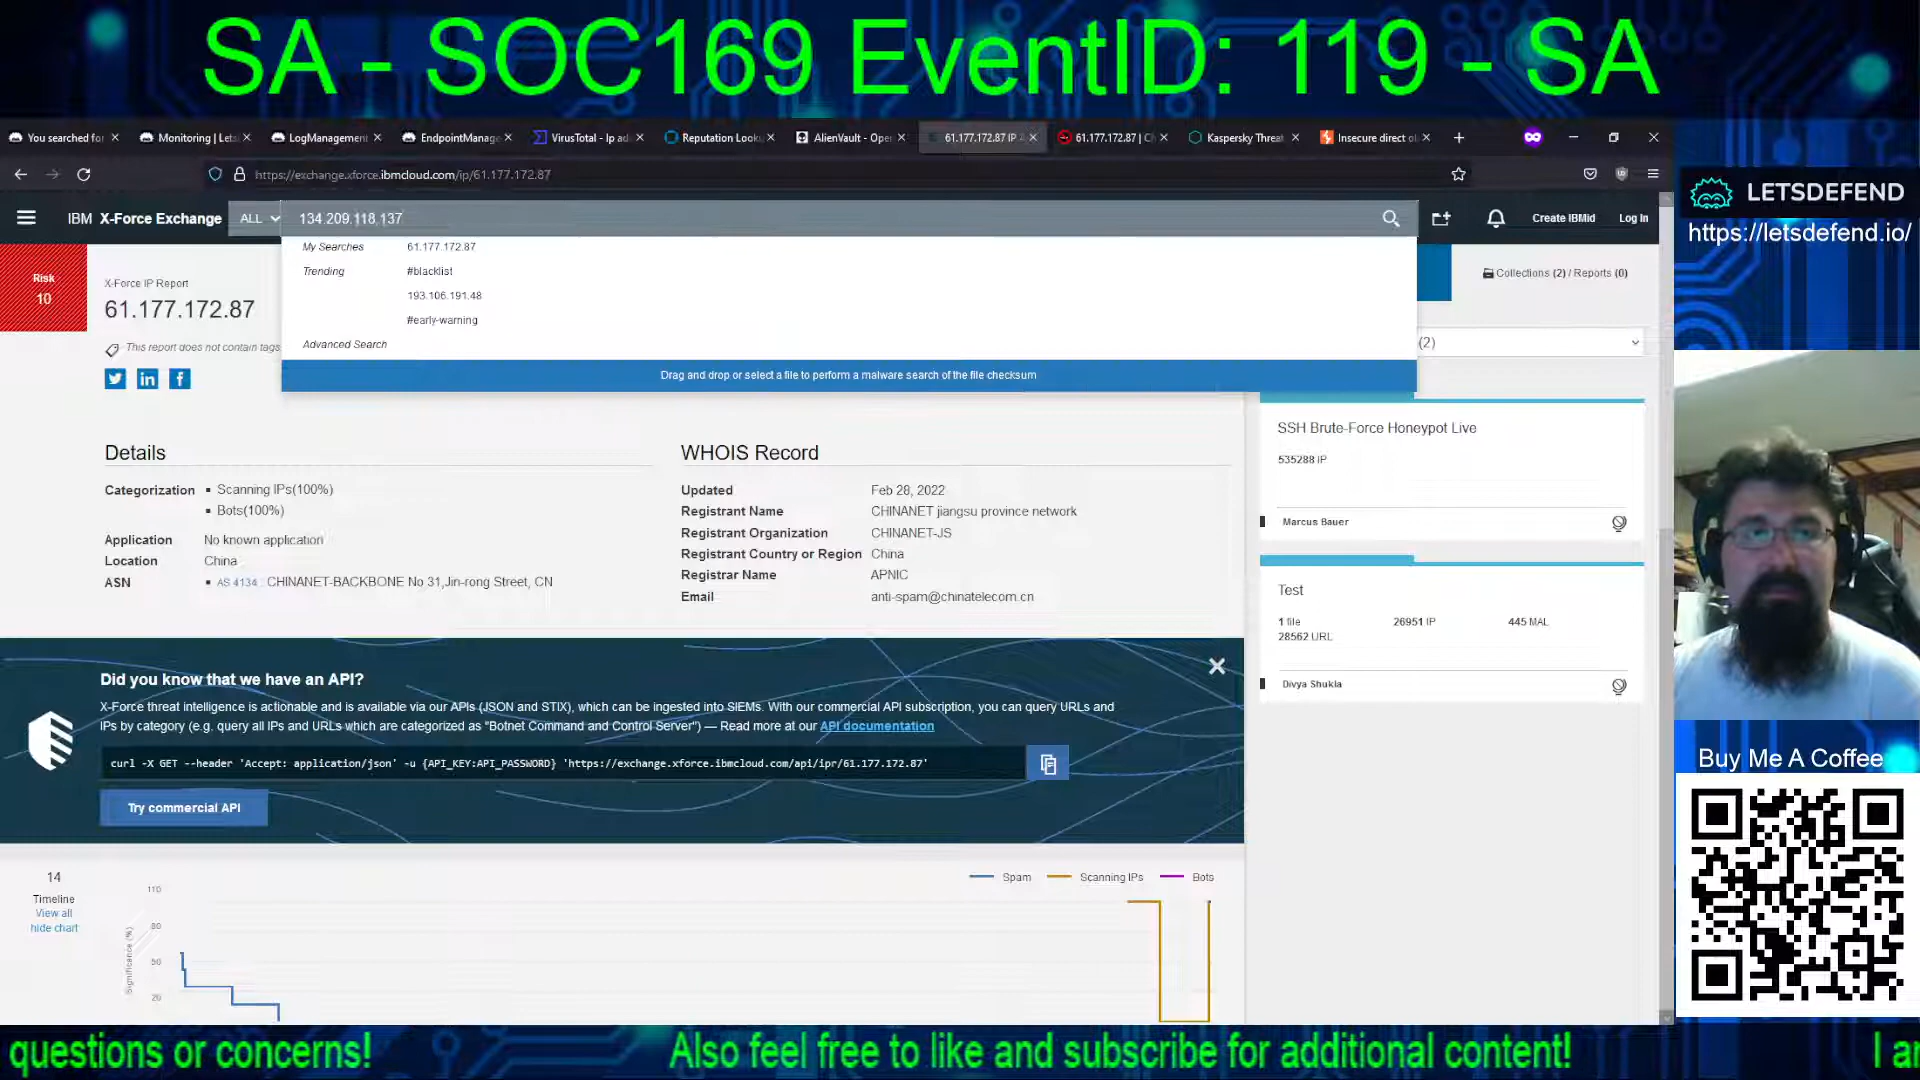 SA - SOC169 EventID: 119 - SA
You searched for
Monitoring | Lets
LogManagement
EndpointManage
VirusTotal - Ip ad
Reputation Look
AlienVault - Open
61.177.172.87 IP
61.177.172.87 | C
Kaspersky Threat
Insecure direct o
https://exchange.xforce.ibmcloud.com/ip/61.177.172.87
IBM X-Force Exchange
ALL
134.209.118.137
Create IBMid
Log In
My Searches 61.177.172.87
Trending #blacklist
193.106.191.48
#early-warning
Advanced Search
Drag and drop or select a file to perform a malware search of the file checksum
Risk
10
X-Force IP Report
61.177.172.87
This report does not contain tags
Collections (2) / Reports (0)
(2)
Details
Categorization
Scanning IPs(100%)
Bots(100%)
Application No known application
Location China
ASN AS 4134 : CHINANET-BACKBONE No 31,Jin-rong Street, CN
WHOIS Record
Updated Feb 28, 2022
Registrant Name CHINANET jiangsu province network
Registrant Organization CHINANET-JS
Registrant Country or Region China
Registrar Name APNIC
Email anti-spam@chinatelecom.cn
SSH Brute-Force Honeypot Live
535288 IP
Marcus Bauer
Test
1 file 26951 IP 445 MAL
28562 URL
Divya Shukla
Did you know that we have an API?
X-Force threat intelligence is actionable and is available via our APIs (JSON and STIX), which can be ingested into SIEMs. With our commercial API subscription, you can query URLs and
IPs by category (e.g. query all IPs and URLs which are categorized as "Botnet Command and Control Server") — Read more at our API documentation
curl -X GET --header 'Accept: application/json' -u {API_KEY:API_PASSWORD} 'https://exchange.xforce.ibmcloud.com/api/ipr/61.177.172.87'
Try commercial API
14
Timeline
View all
hide chart
Spam
Scanning IPs
Bots
Significance (%)
110
80
50
20
LETSDEFEND
https://letsdefend.io/
Buy Me A Coffee
questions or concerns!
Also feel free to like and subscribe for additional content!
I a